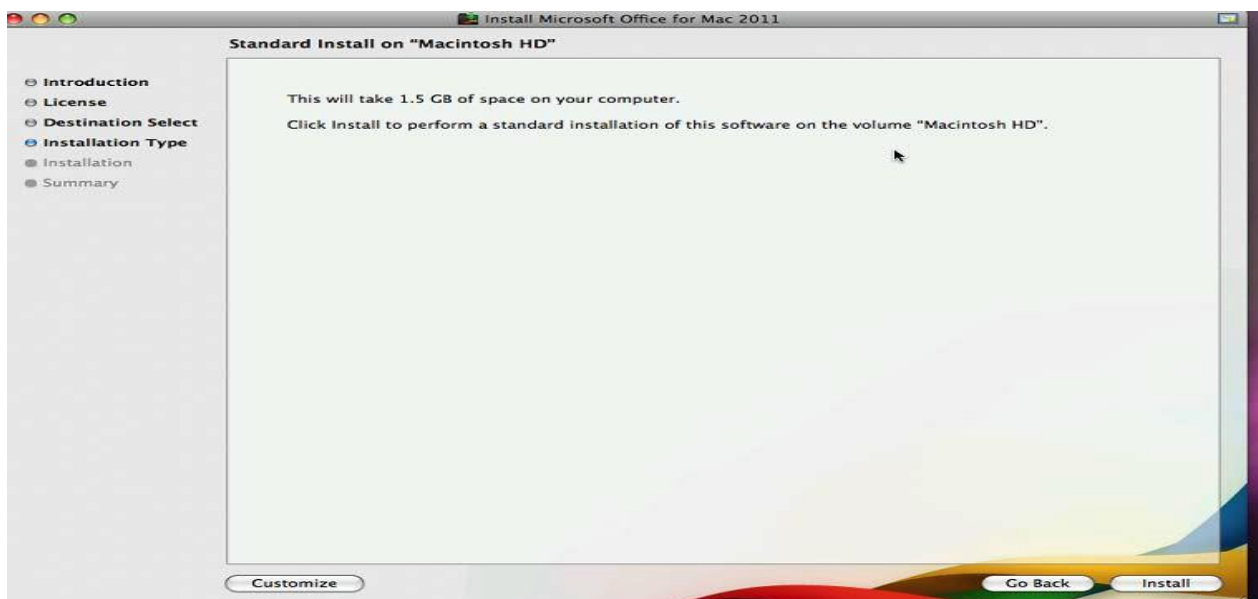 Install Microsoft Office for Mac 2011
Standard Install on “Macintosh HD”
Introduction
License
Destination Select
Installation Type
Installation
Summary
This will take 1.5 GB of space on your computer.
Click Install to perform a standard installation of this software on the volume “Macintosh HD”.
Customize
Go Back
Install